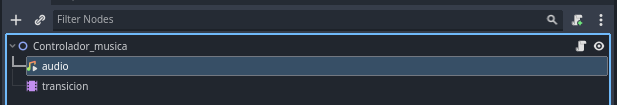 Filter Nodes
Controlador_musica
audio
transicion